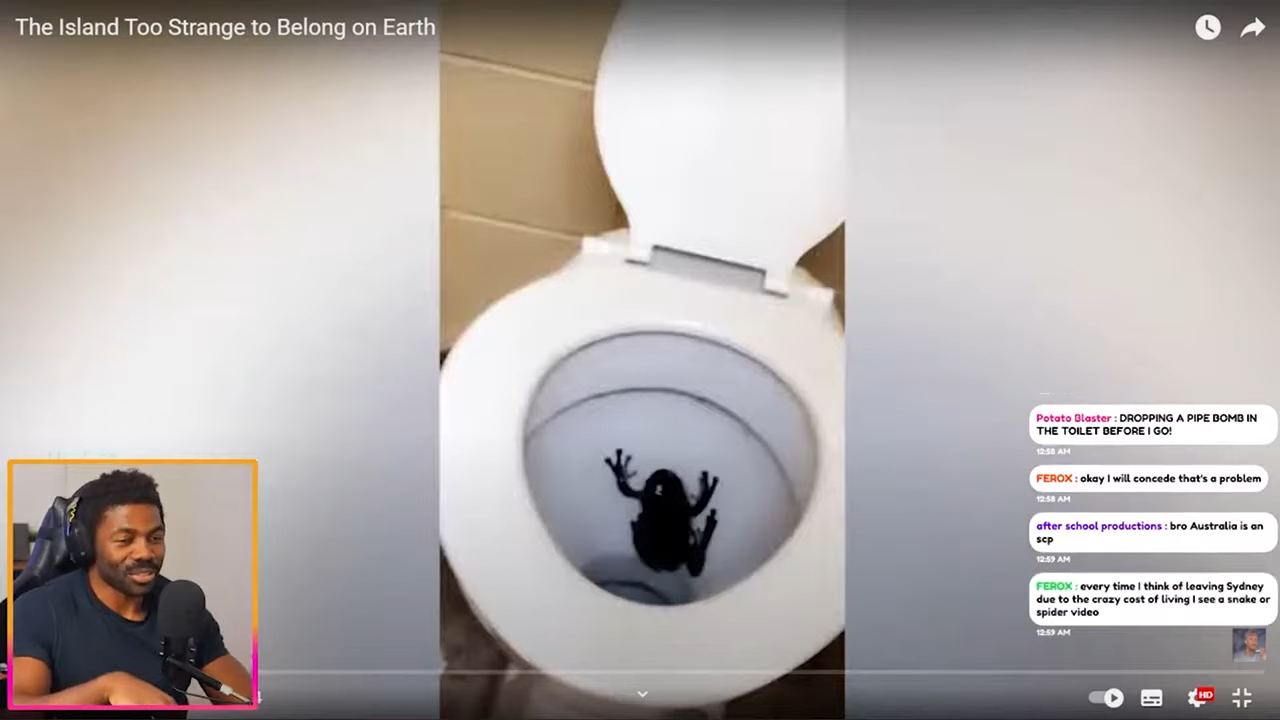 The Island Too Strange to Belong on Earth
Potato Blaster : DROPPING A PIPE BOMB IN
THE TOILET BEFORE I GO!
12:58 AM
FEROX : okay I will concede that's a problem
12:58 AM
after school productions : bro Australia is an
scp
12:59 AM
FEROX : every time I think of leaving Sydney
due to the crazy cost of living I see a snake or
spider video
12:59 AM
HD